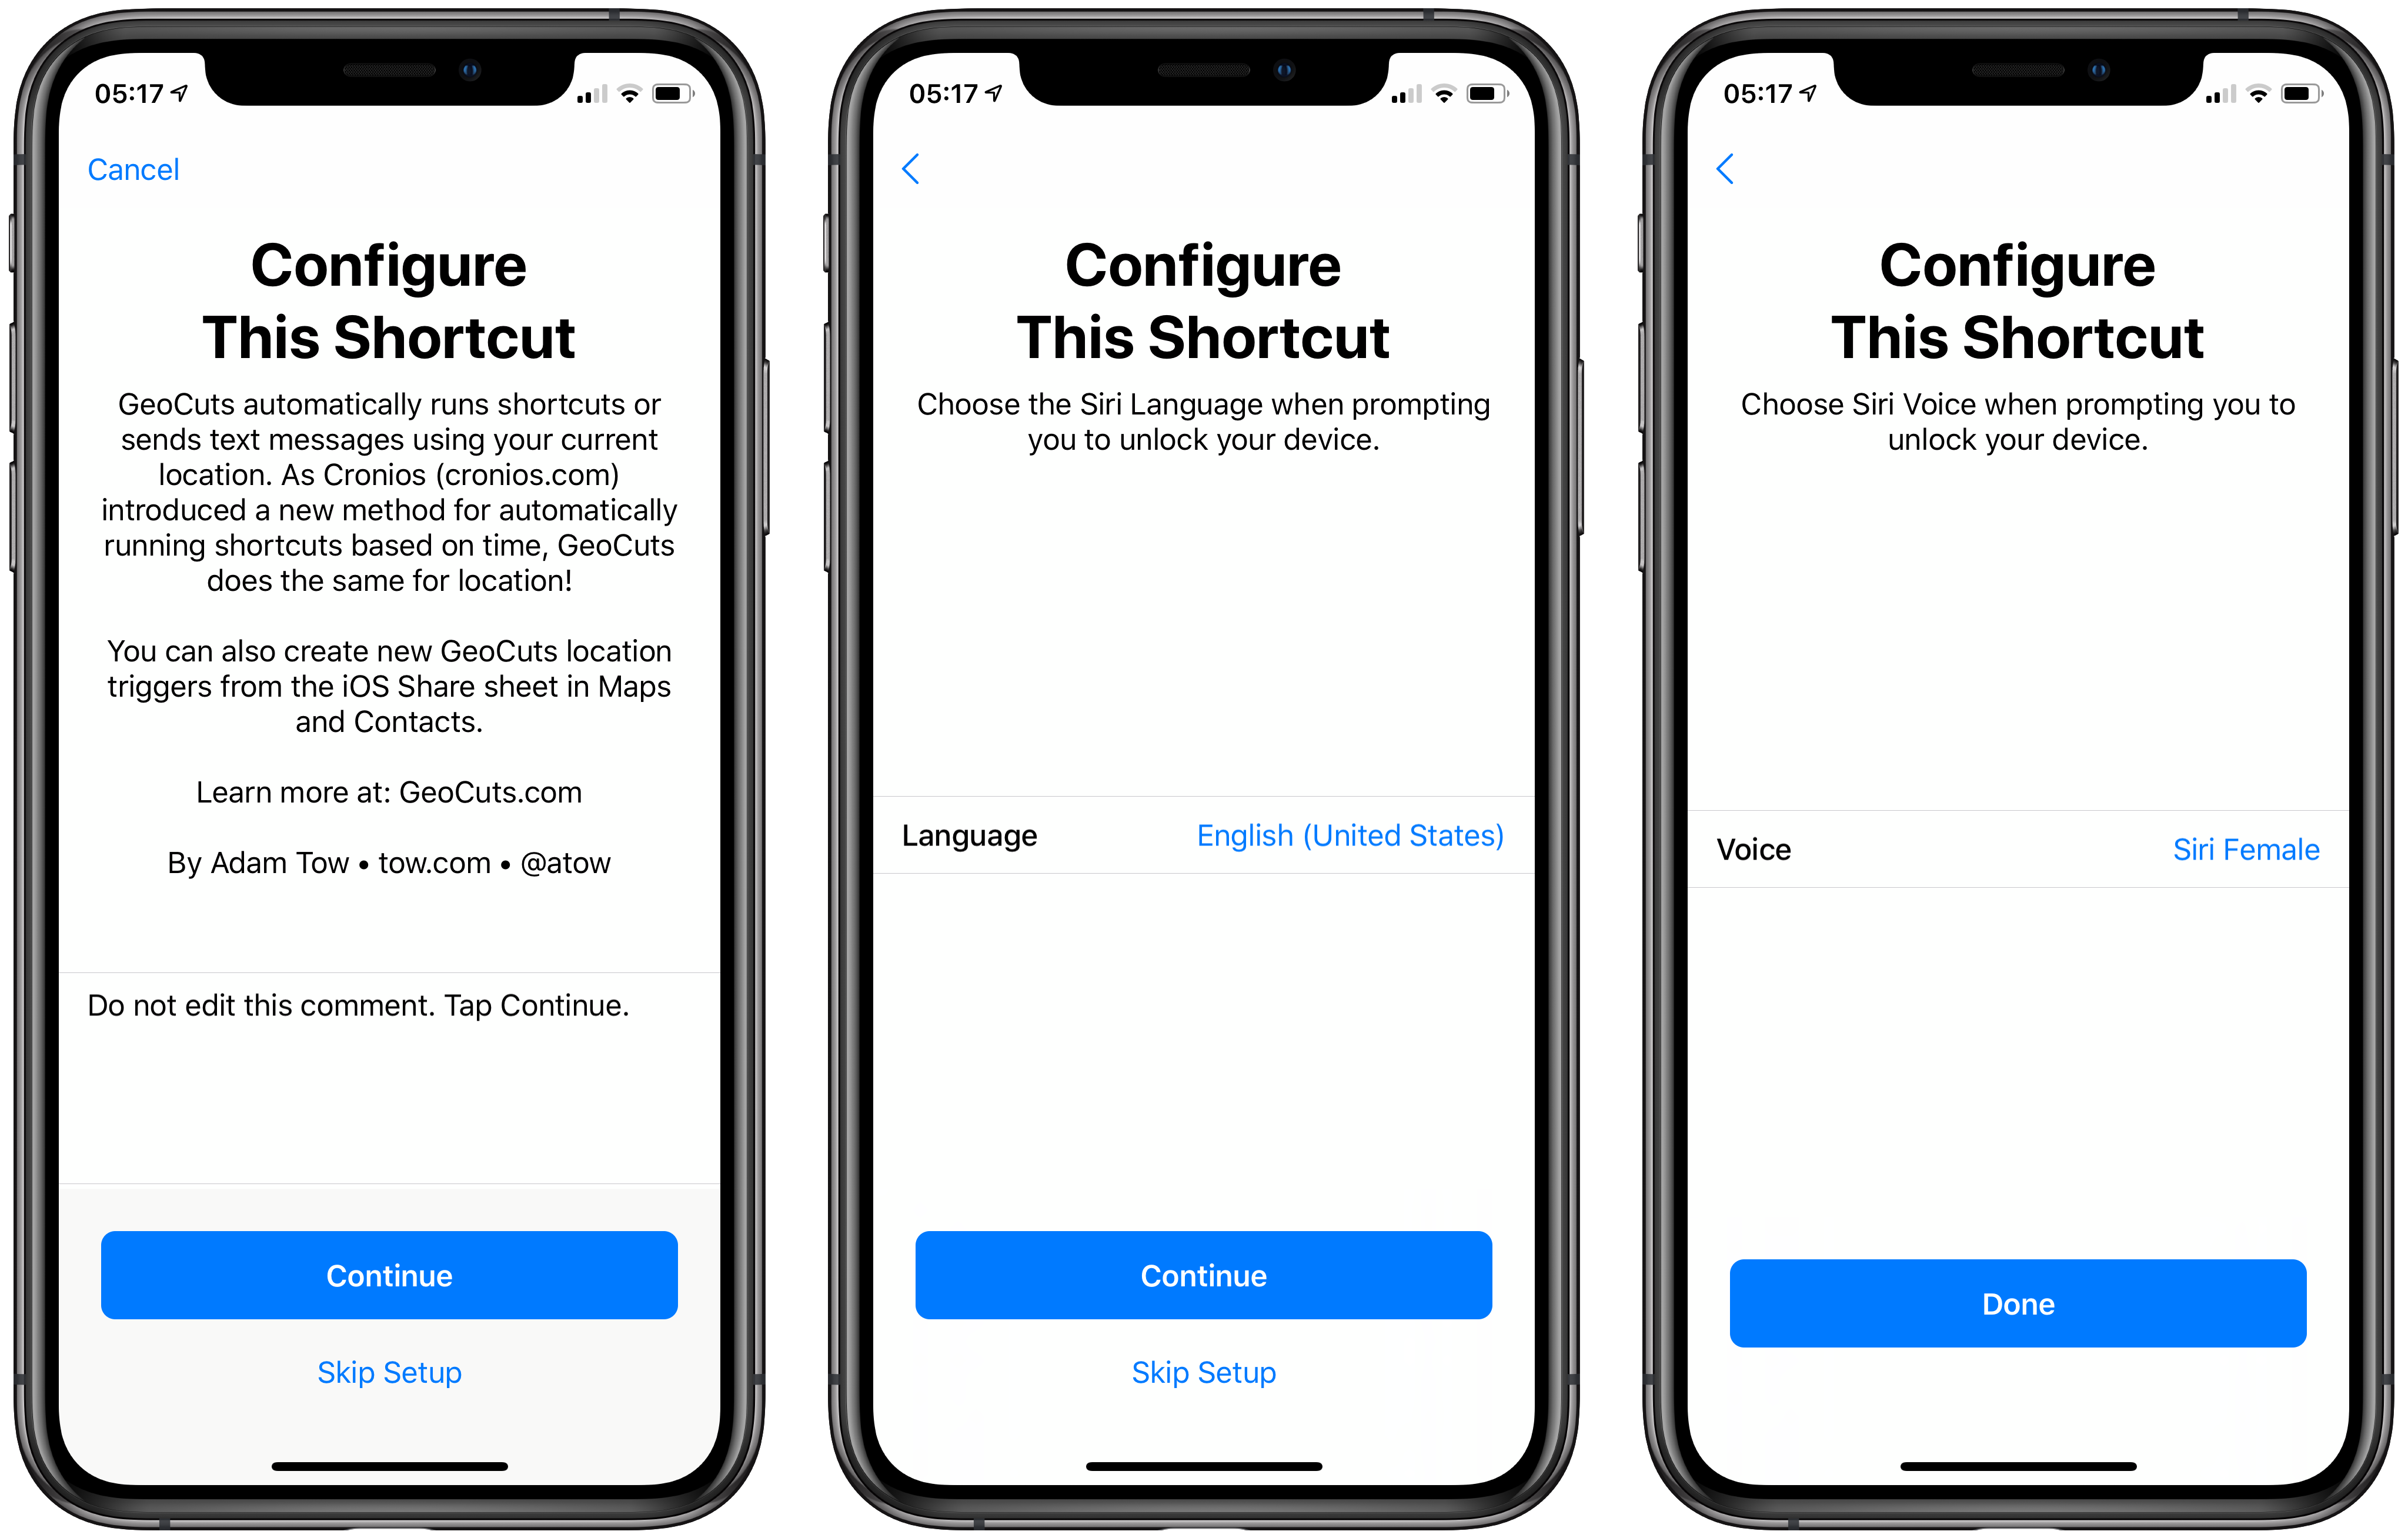 05:17
Cancel
Configure
This Shortcut
GeoCuts automatically runs shortcuts or
sends text messages using your current
location. As Cronios (cronios.com)
introduced a new method for automatically
running shortcuts based on time, GeoCuts
does the same for location!
You can also create new GeoCuts location
triggers from the iOS Share sheet in Maps
and Contacts.
Learn more at: GeoCuts.com
By Adam Tow • tow.com • @atow
Do not edit this comment. Tap Continue.
Continue
Skip Setup
05:17
Configure
This Shortcut
Choose the Siri Language when prompting
you to unlock your device.
Language English (United States)
Continue
Skip Setup
05:17
Configure
This Shortcut
Choose Siri Voice when prompting you to
unlock your device.
Voice Siri Female
Done